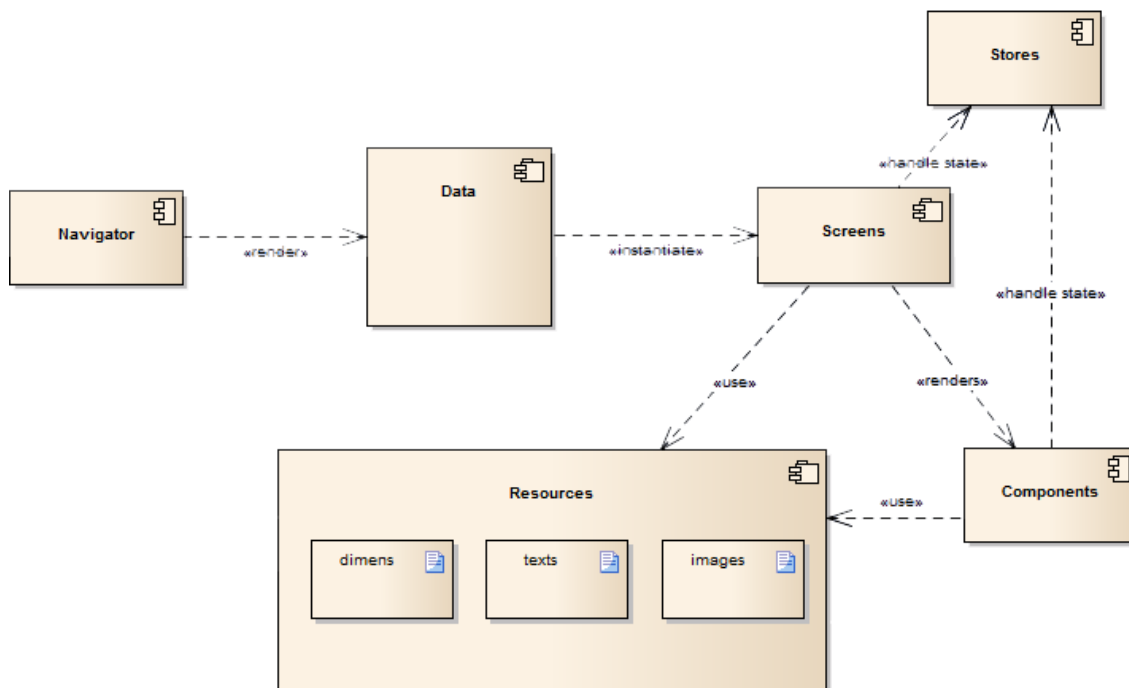 Stores
«handle state»
Data
Navigator
Screens
«render»
«instantiate»
«handle state»
«use»
«renders»
Resources
Components
«use»
dimens
texts
images